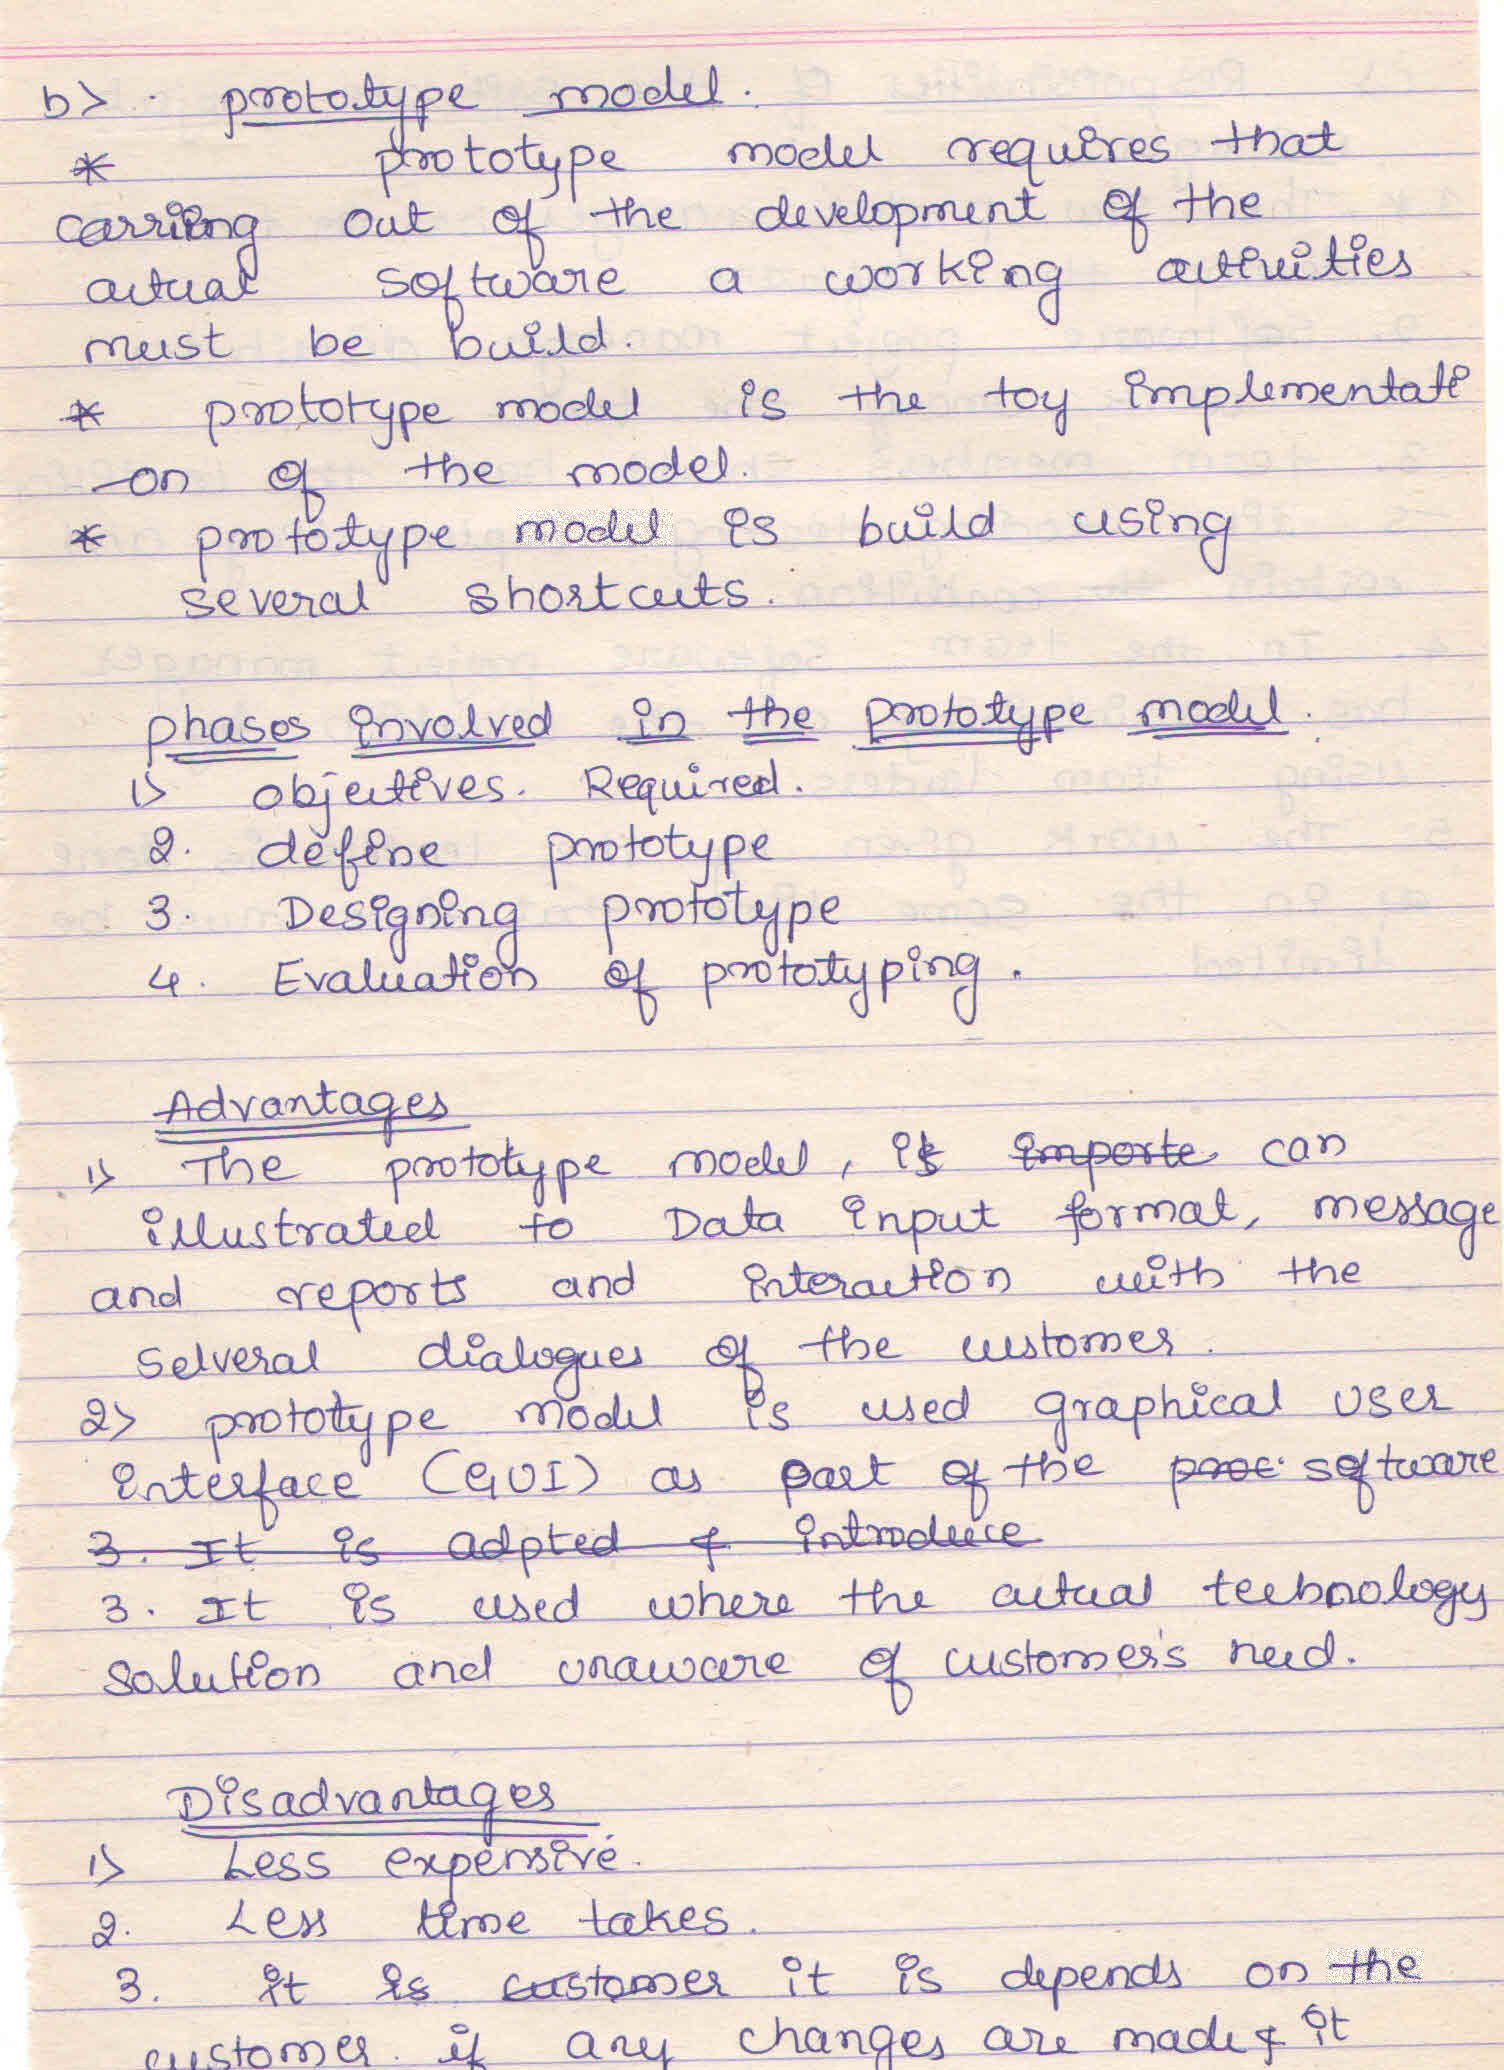 b> . prototype model.
* prototype model requires that
carriing out of the development of the
actual software a working activities
must be build.
* prototype model is the toy implementati
-on of the model.
* prototype model is build using
several shortcuts.
phases involved in the prototype model.
1> objectives. Required.
2. define prototype
3. Designing prototype
4. Evaluation of prototyping.
Advantages
1> The prototype model, is importe can
illustrated to Data input format, message
and reports and interaction with the
selveral dialogues of the customer.
2> prototype model is used graphical user
interface (GUI) as part of the proc. software
3. It is adpted & introduce
3. It is used where the actual technology
solution and unaware of customer's need.
Disadvantages
1> Less expensive.
2. Less time takes.
3. it is customer it is depends on the
customer. if any changes are made & it